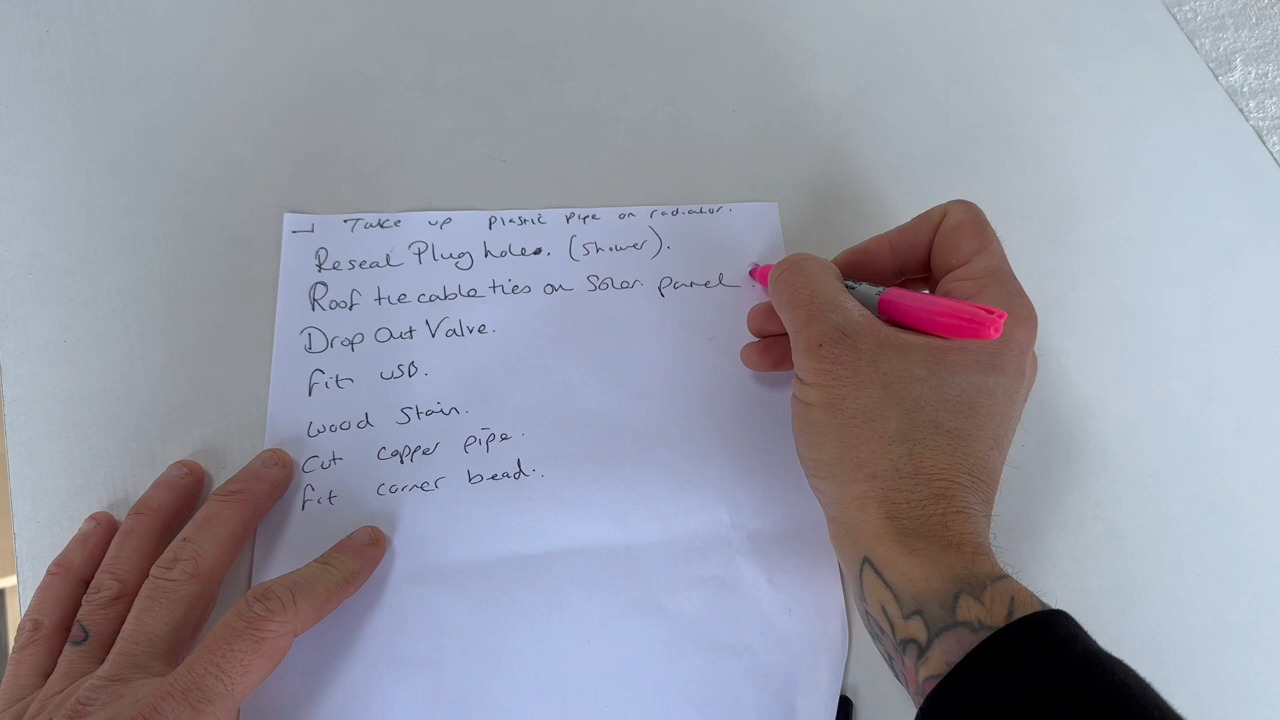 Take up plastic pipe on radiator.
Reseal Plug hole. (shower).
Roof tie cable ties on Solar panel
Drop Out Valve.
fit USB.
wood Stain.
Cut copper pipe.
fit corner bead.